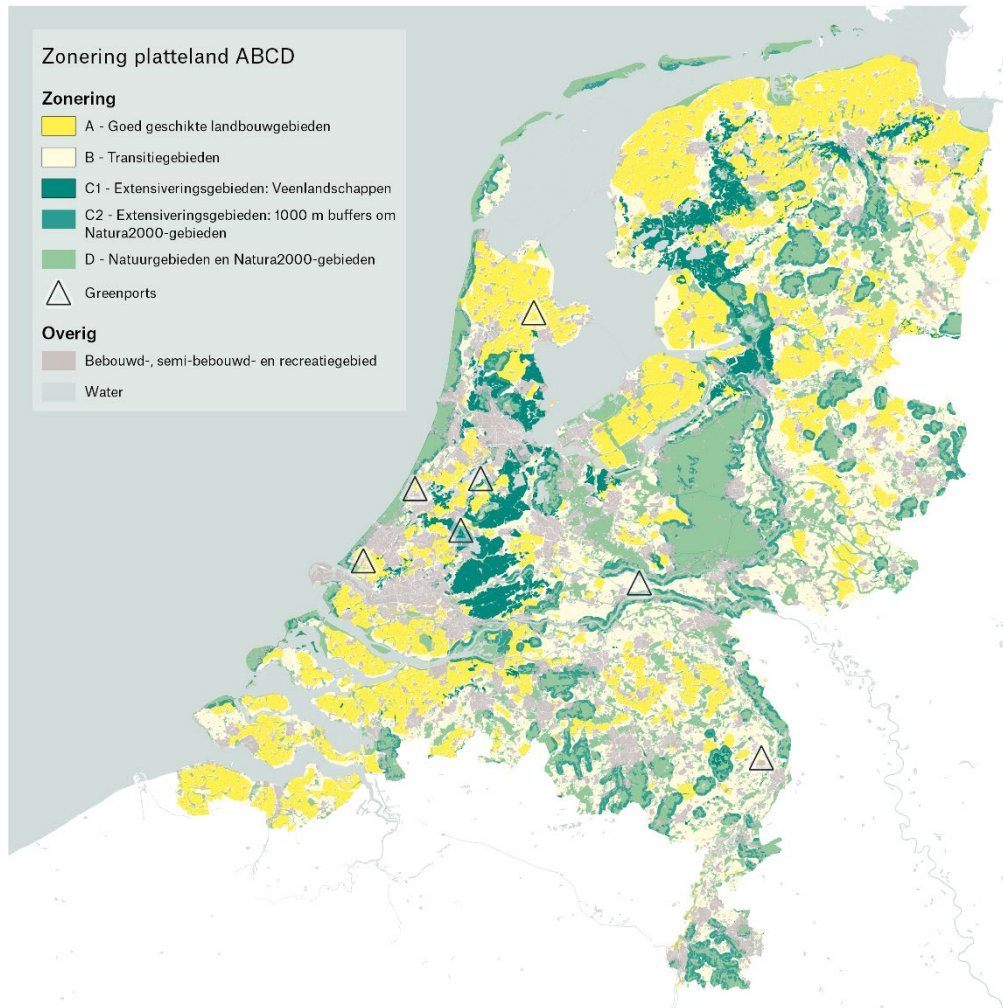 Zonering platteland ABCD
Zonering
A - Goed geschikte landbouwgebieden
B - Transitiegebieden
C1 - Extensiveringsgebieden: Veenlandschappen
C2 - Extensiveringsgebieden: 1000 m buffers om
Natura2000-gebieden
D - Natuurgebieden en Natura2000-gebieden
Greenports
Overig
Bebouwd-, semi-bebouwd- en recreatiegebied
Water